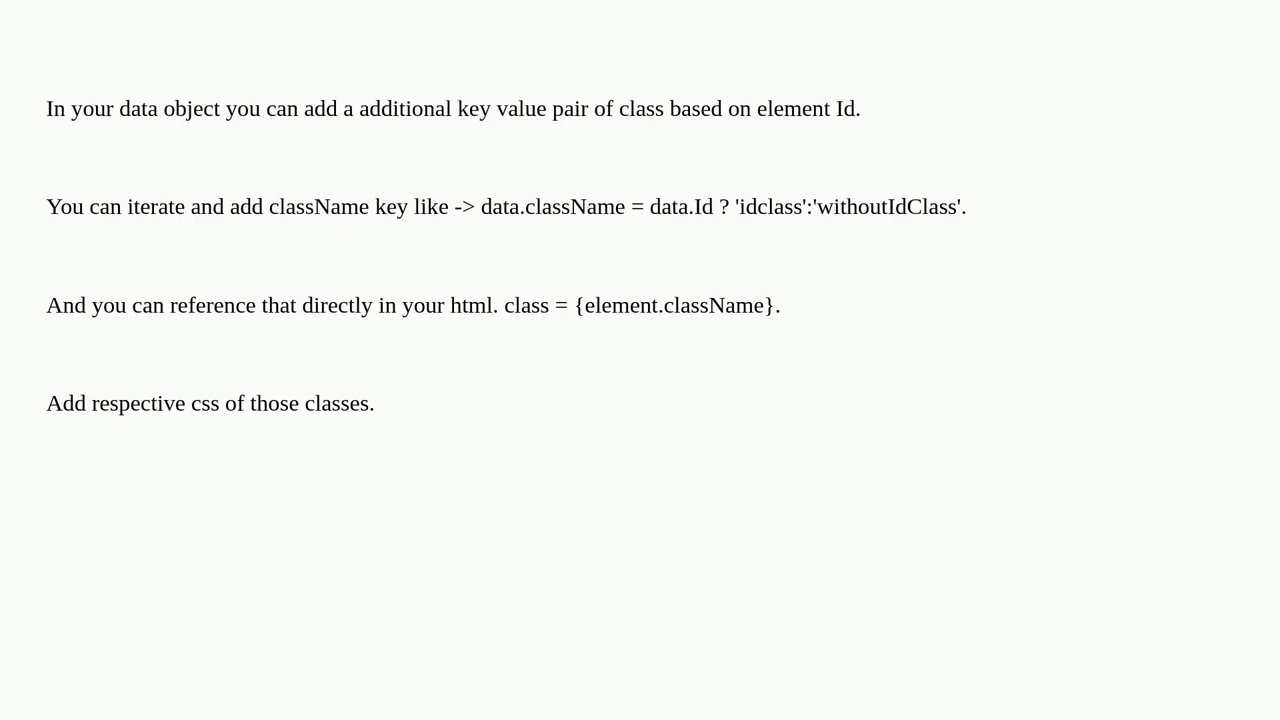 In your data object you can add a additional key value pair of class based on element Id.
You can iterate and add className key like -> data.className = data.Id ? 'idclass':'withoutIdClass'.
And you can reference that directly in your html. class = {element.className}.
Add respective css of those classes.